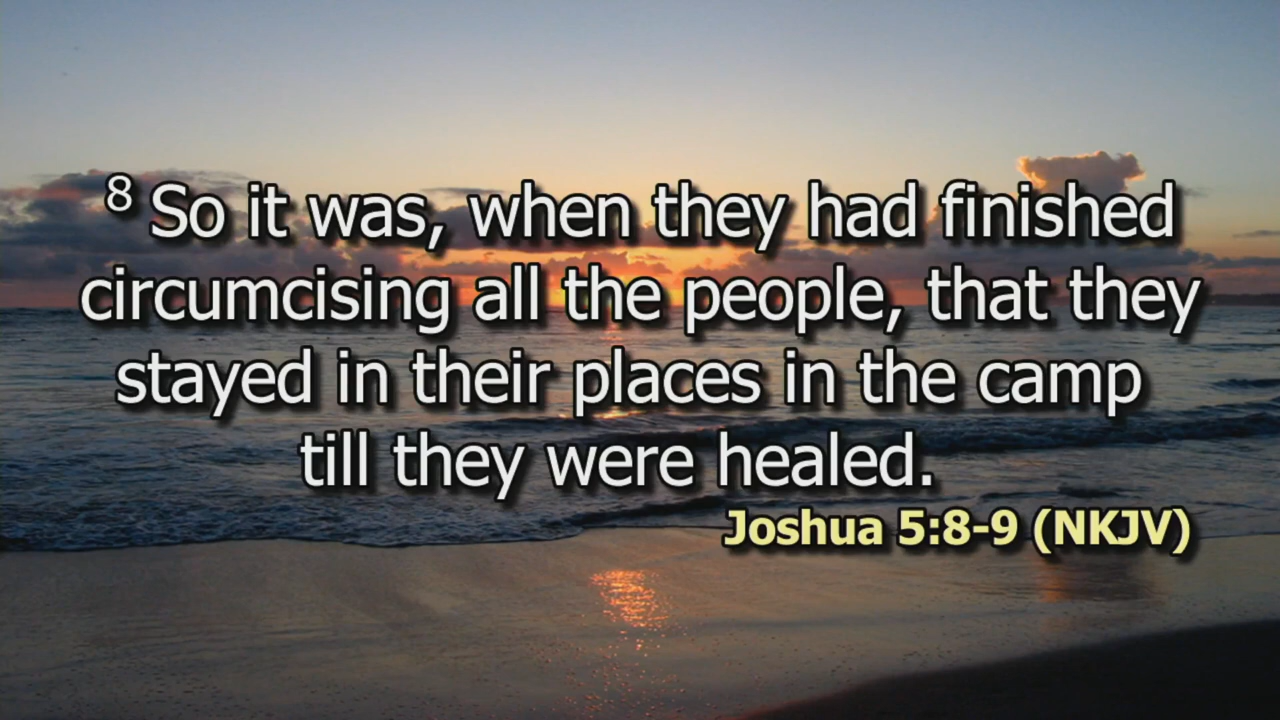 8 So it was, when they had finished
circumcising all the people, that they
stayed in their places in the camp
till they were healed.
Joshua 5:8-9 (NKJV)